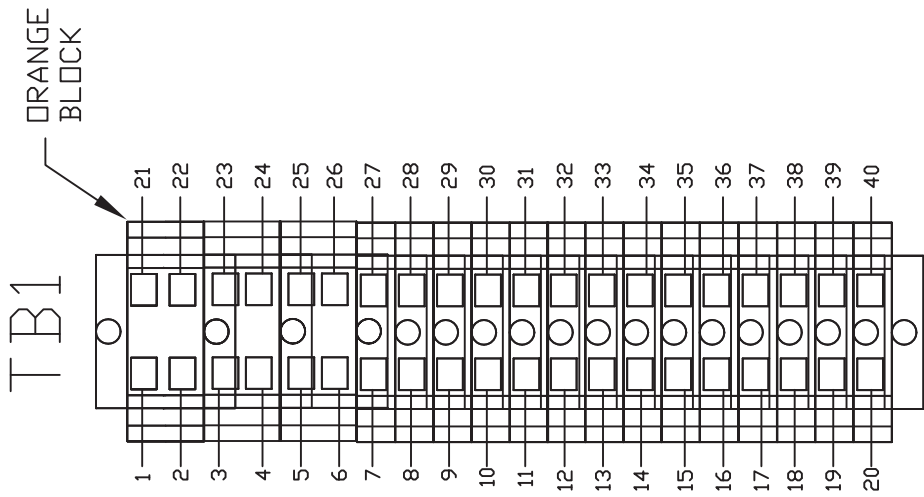 TB1
ORANGE
BLOCK
21 22 23 24 25 26 27 28 29 30 31 32 33 34 35 36 37 38 39 40
1 2 3 4 5 6 7 8 9 10 11 12 13 14 15 16 17 18 19 20